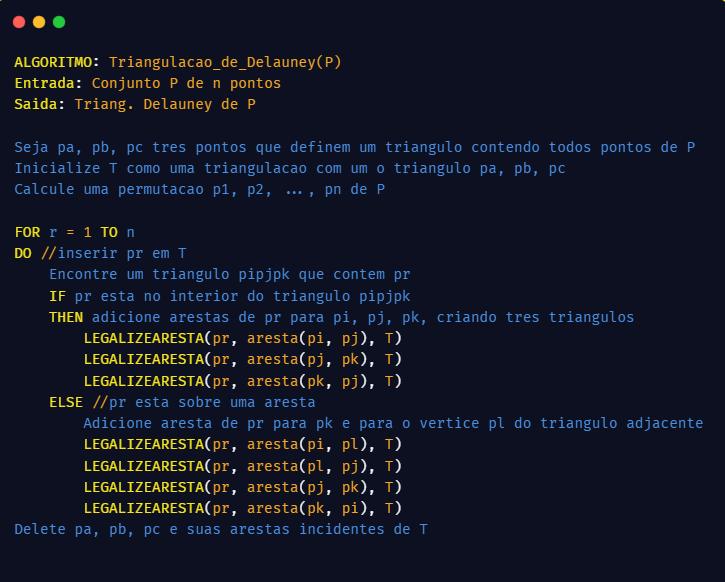 ALGORITMO: Triangulacao_de_Delauney(P)
Entrada: Conjunto P de n pontos
Saida: Triang. Delauney de P
Seja pa, pb, pc tres pontos que definem um triangulo contendo todos pontos de P
Inicialize T como uma triangulacao com um o triangulo pa, pb, pc
Calcule uma permutacao p1, p2, ..., pn de P
FOR r = 1 TO n
DO //inserir pr em T
Encontre um triangulo pipjpk que contem pr
IF pr esta no interior do triangulo pipjpk
THEN adicione arestas de pr para pi, pj, pk, criando tres triangulos
LEGALIZEARESTA(pr, aresta(pi, pj), T)
LEGALIZEARESTA(pr, aresta(pj, pk), T)
LEGALIZEARESTA(pr, aresta(pk, pj), T)
ELSE //pr esta sobre uma aresta
Adicione aresta de pr para pk e para o vertice pl do triangulo adjacente
LEGALIZEARESTA(pr, aresta(pi, pl), T)
LEGALIZEARESTA(pr, aresta(pl, pj), T)
LEGALIZEARESTA(pr, aresta(pj, pk), T)
LEGALIZEARESTA(pr, aresta(pk, pi), T)
Delete pa, pb, pc e suas arestas incidentes de T